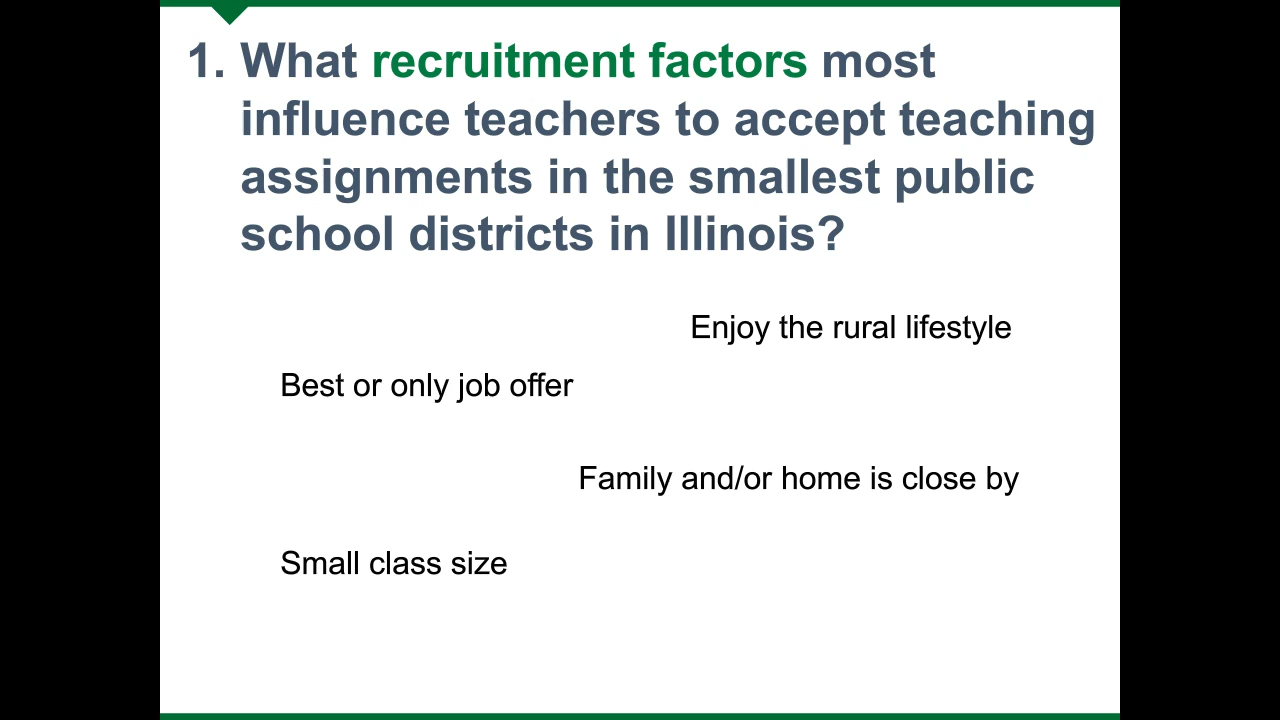 1. What recruitment factors most
influence teachers to accept teaching
assignments in the smallest public
school districts in Illinois?
Enjoy the rural lifestyle
Best or only job offer
Family and/or home is close by
Small class size